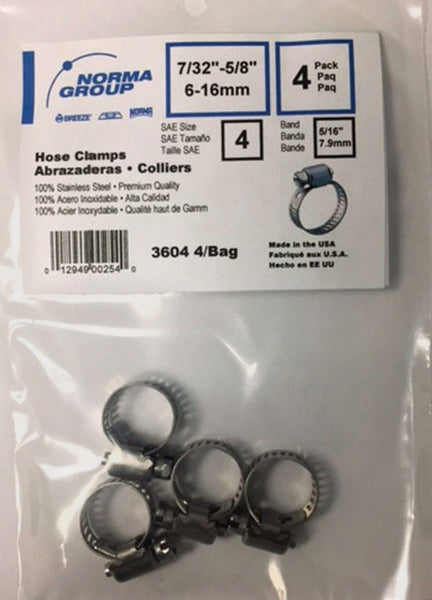 NORMA
GROUP
BREEZE NORMA
7/32"-5/8"
6-16mm
4 Pack
Paq
Paq
SAE Size
SAE Tamaño
Taille SAE
4
Band
Banda
Bande
5/16"
7.9mm
Hose Clamps
Abrazaderas • Colliers
100% Stainless Steel • Premium Quality
100% Acero Inoxidable • Alta Calidad
100% Acier Inoxydable • Qualité haut de Gamm
3604 4/Bag
0 12949 00254 0
Made in the USA
Fabriqué aux U.S.A.
Hecho en EE UU